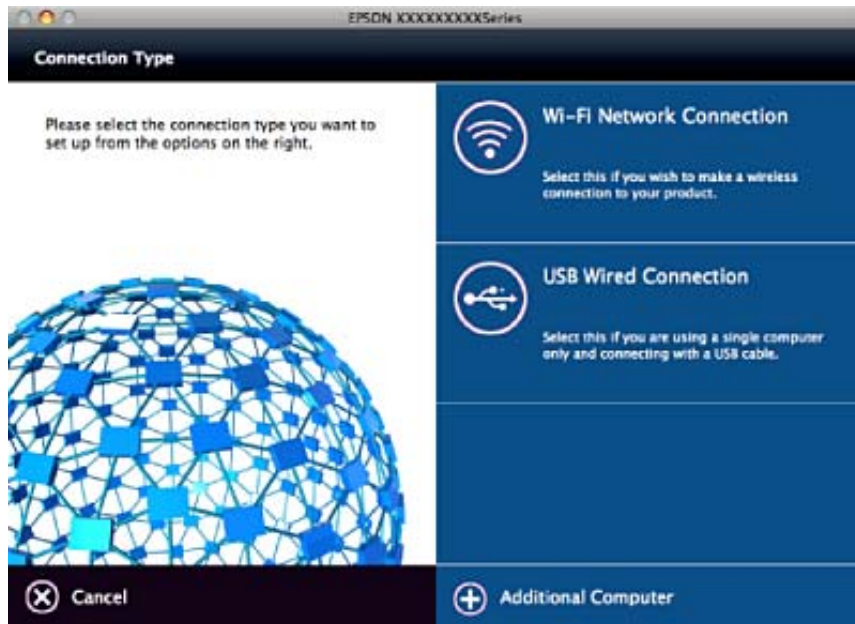 EPSON XXXXXXXXXSeries
Connection Type
Please select the connection type you want to
set up from the options on the right.
Wi-Fi Network Connection
Select this if you wish to make a wireless
connection to your product.
USB Wired Connection
Select this if you are using a single computer
only and connecting with a USB cable.
Cancel
Additional Computer